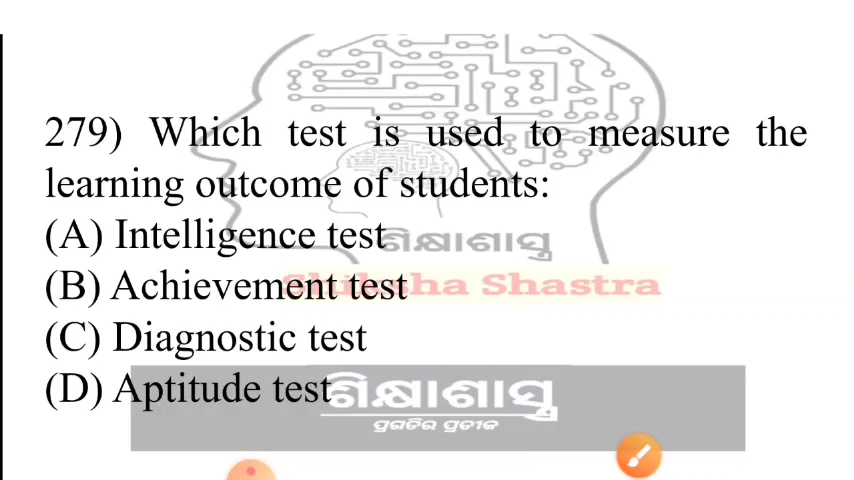 279) Which test is used to measure the
learning outcome of students:
(A) Intelligence test
ଶିକ୍ଷାଶାସ୍ତ୍ର
(B) Achievement test
Shiksha Shastra
(C) Diagnostic test
(D) Aptitude test
ଶିକ୍ଷାଶାସ୍ତ୍ର
ପ୍ରଗତିର ପ୍ରତୀକ